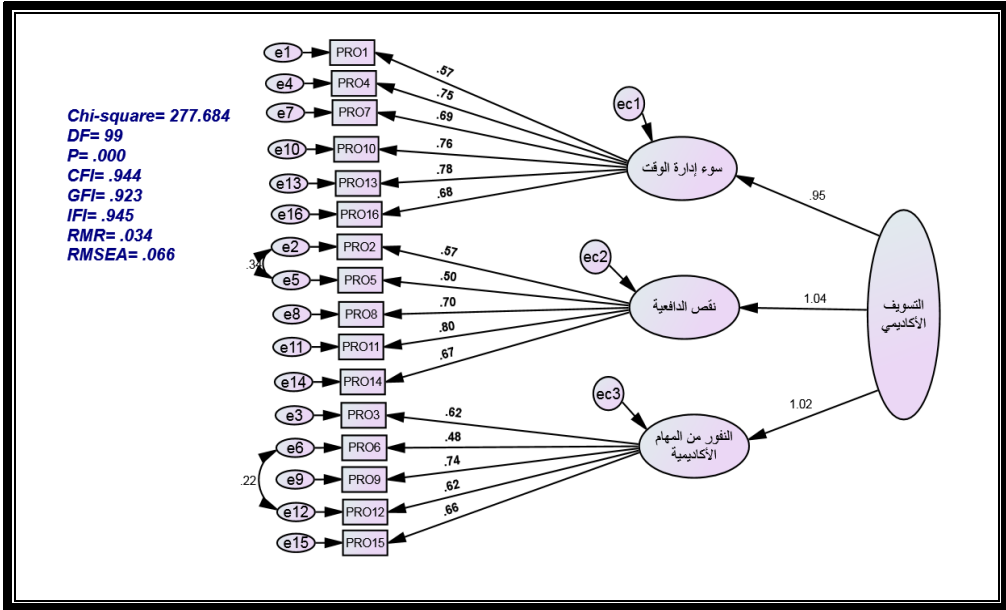 Chi-square= 277.684
DF= 99
P= .000
CFI= .944
GFI= .923
IFI= .945
RMR= .034
RMSEA= .066
e1 PRO1 .57
e4 PRO4 .75
e7 PRO7 .69
e10 PRO10 .76
e13 PRO13 .78
e16 PRO16 .68
ec1
سوء إدارة الوقت
.95
e2 PRO2 .57
e5 PRO5 .50
.34
e8 PRO8 .70
e11 PRO11 .80
e14 PRO14 .67
ec2
نقص الدافعية
1.04
التسويف
الأكاديمي
e3 PRO3 .62
e6 PRO6 .48
e9 PRO9 .74
.22
e12 PRO12 .62
e15 PRO15 .66
ec3
النفور من المهام
الأكاديمية
1.02